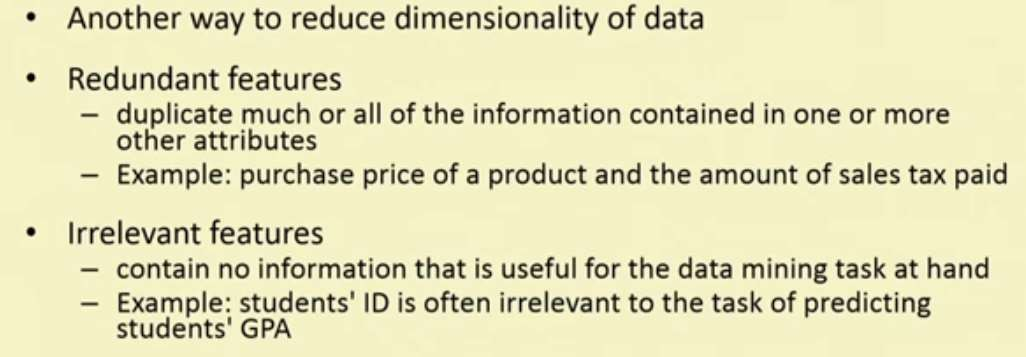 • Another way to reduce dimensionality of data
• Redundant features
– duplicate much or all of the information contained in one or more
other attributes
– Example: purchase price of a product and the amount of sales tax paid
• Irrelevant features
– contain no information that is useful for the data mining task at hand
– Example: students' ID is often irrelevant to the task of predicting
students' GPA